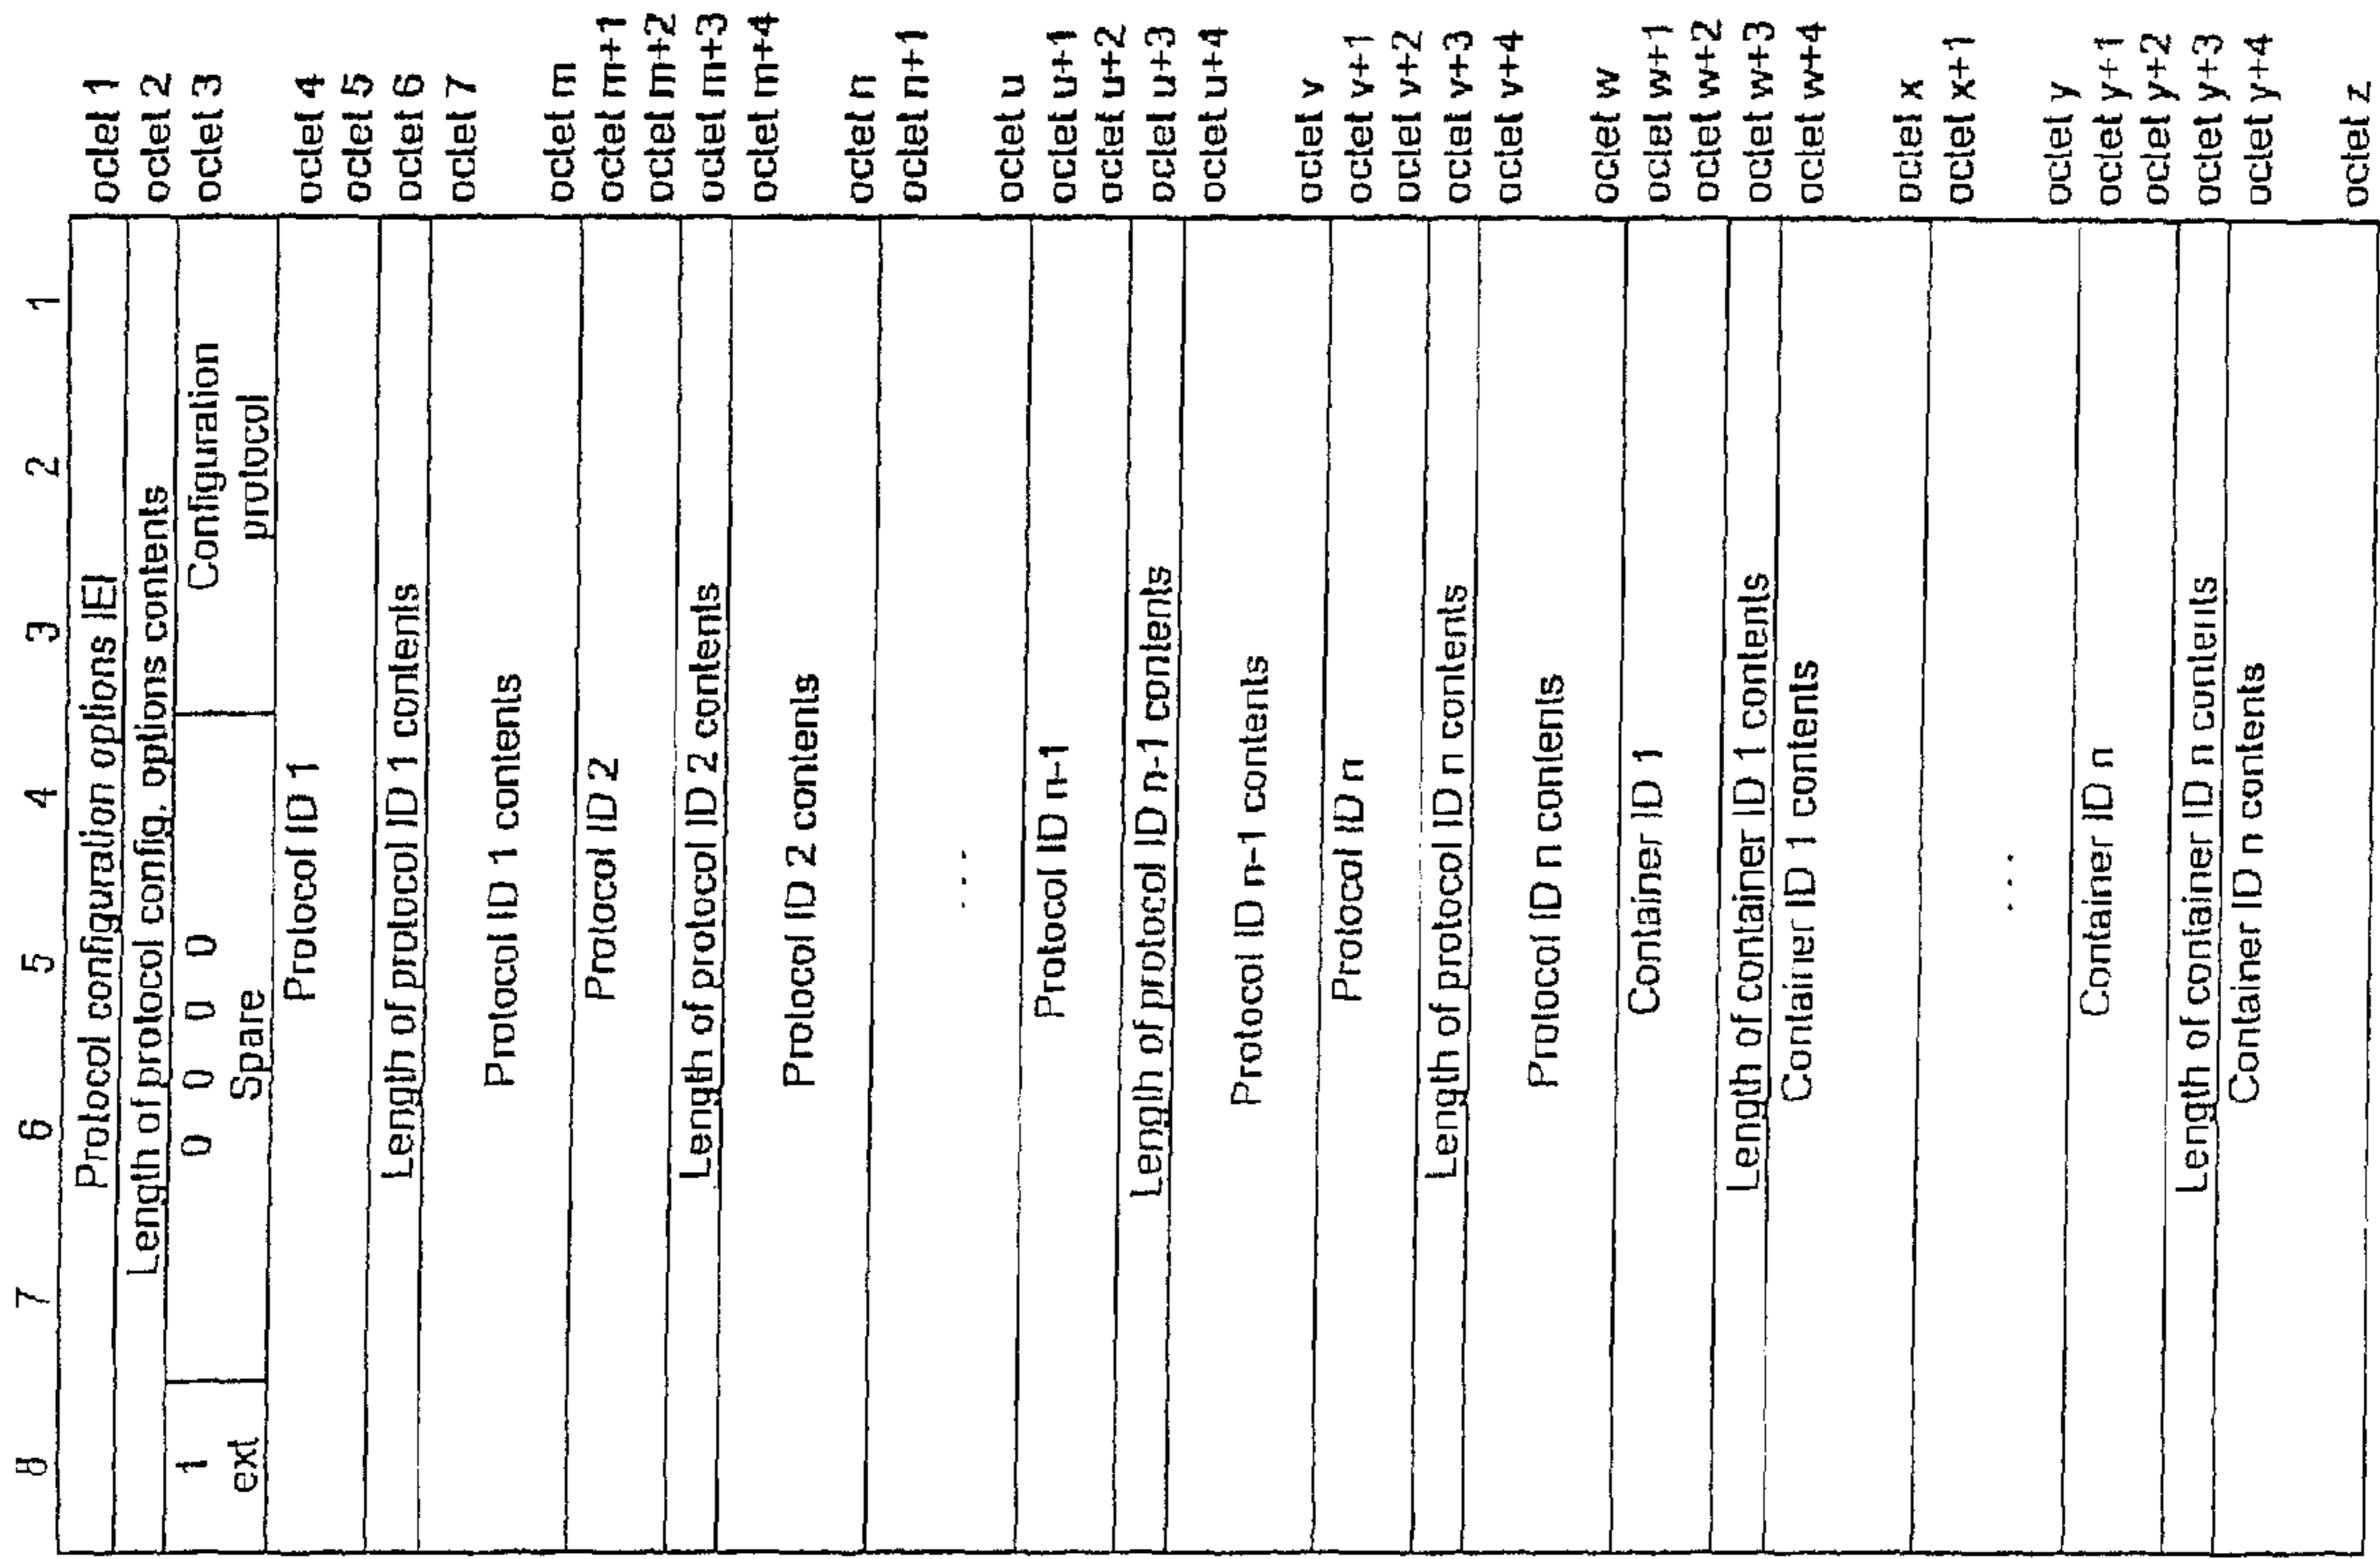 8 7 6 5 4 3 2 1
Protocol configuration options IEI octet 1
Length of protocol config. options contents octet 2
1 0 0 0 0 Configuration octet 3
ext Spare protocol
Protocol ID 1 octet 4
octet 5
Length of protocol ID 1 contents octet 6
octet 7
Protocol ID 1 contents
octet m
Protocol ID 2 octet m+1
octet m+2
Length of protocol ID 2 contents octet m+3
octet m+4
Protocol ID 2 contents
octet n
octet n+1
. . .
octet u
Protocol ID n-1 octet u+1
octet u+2
Length of protocol ID n-1 contents octet u+3
octet u+4
Protocol ID n-1 contents
octet v
Protocol ID n octet v+1
octet v+2
Length of protocol ID n contents octet v+3
octet v+4
Protocol ID n contents
octet w
Container ID 1 octet w+1
octet w+2
Length of container ID 1 contents octet w+3
Container ID 1 contents octet w+4
octet x
octet x+1
. . .
octet y
Container ID n octet y+1
octet y+2
Length of container ID n contents octet y+3
Container ID n contents octet y+4
octet z